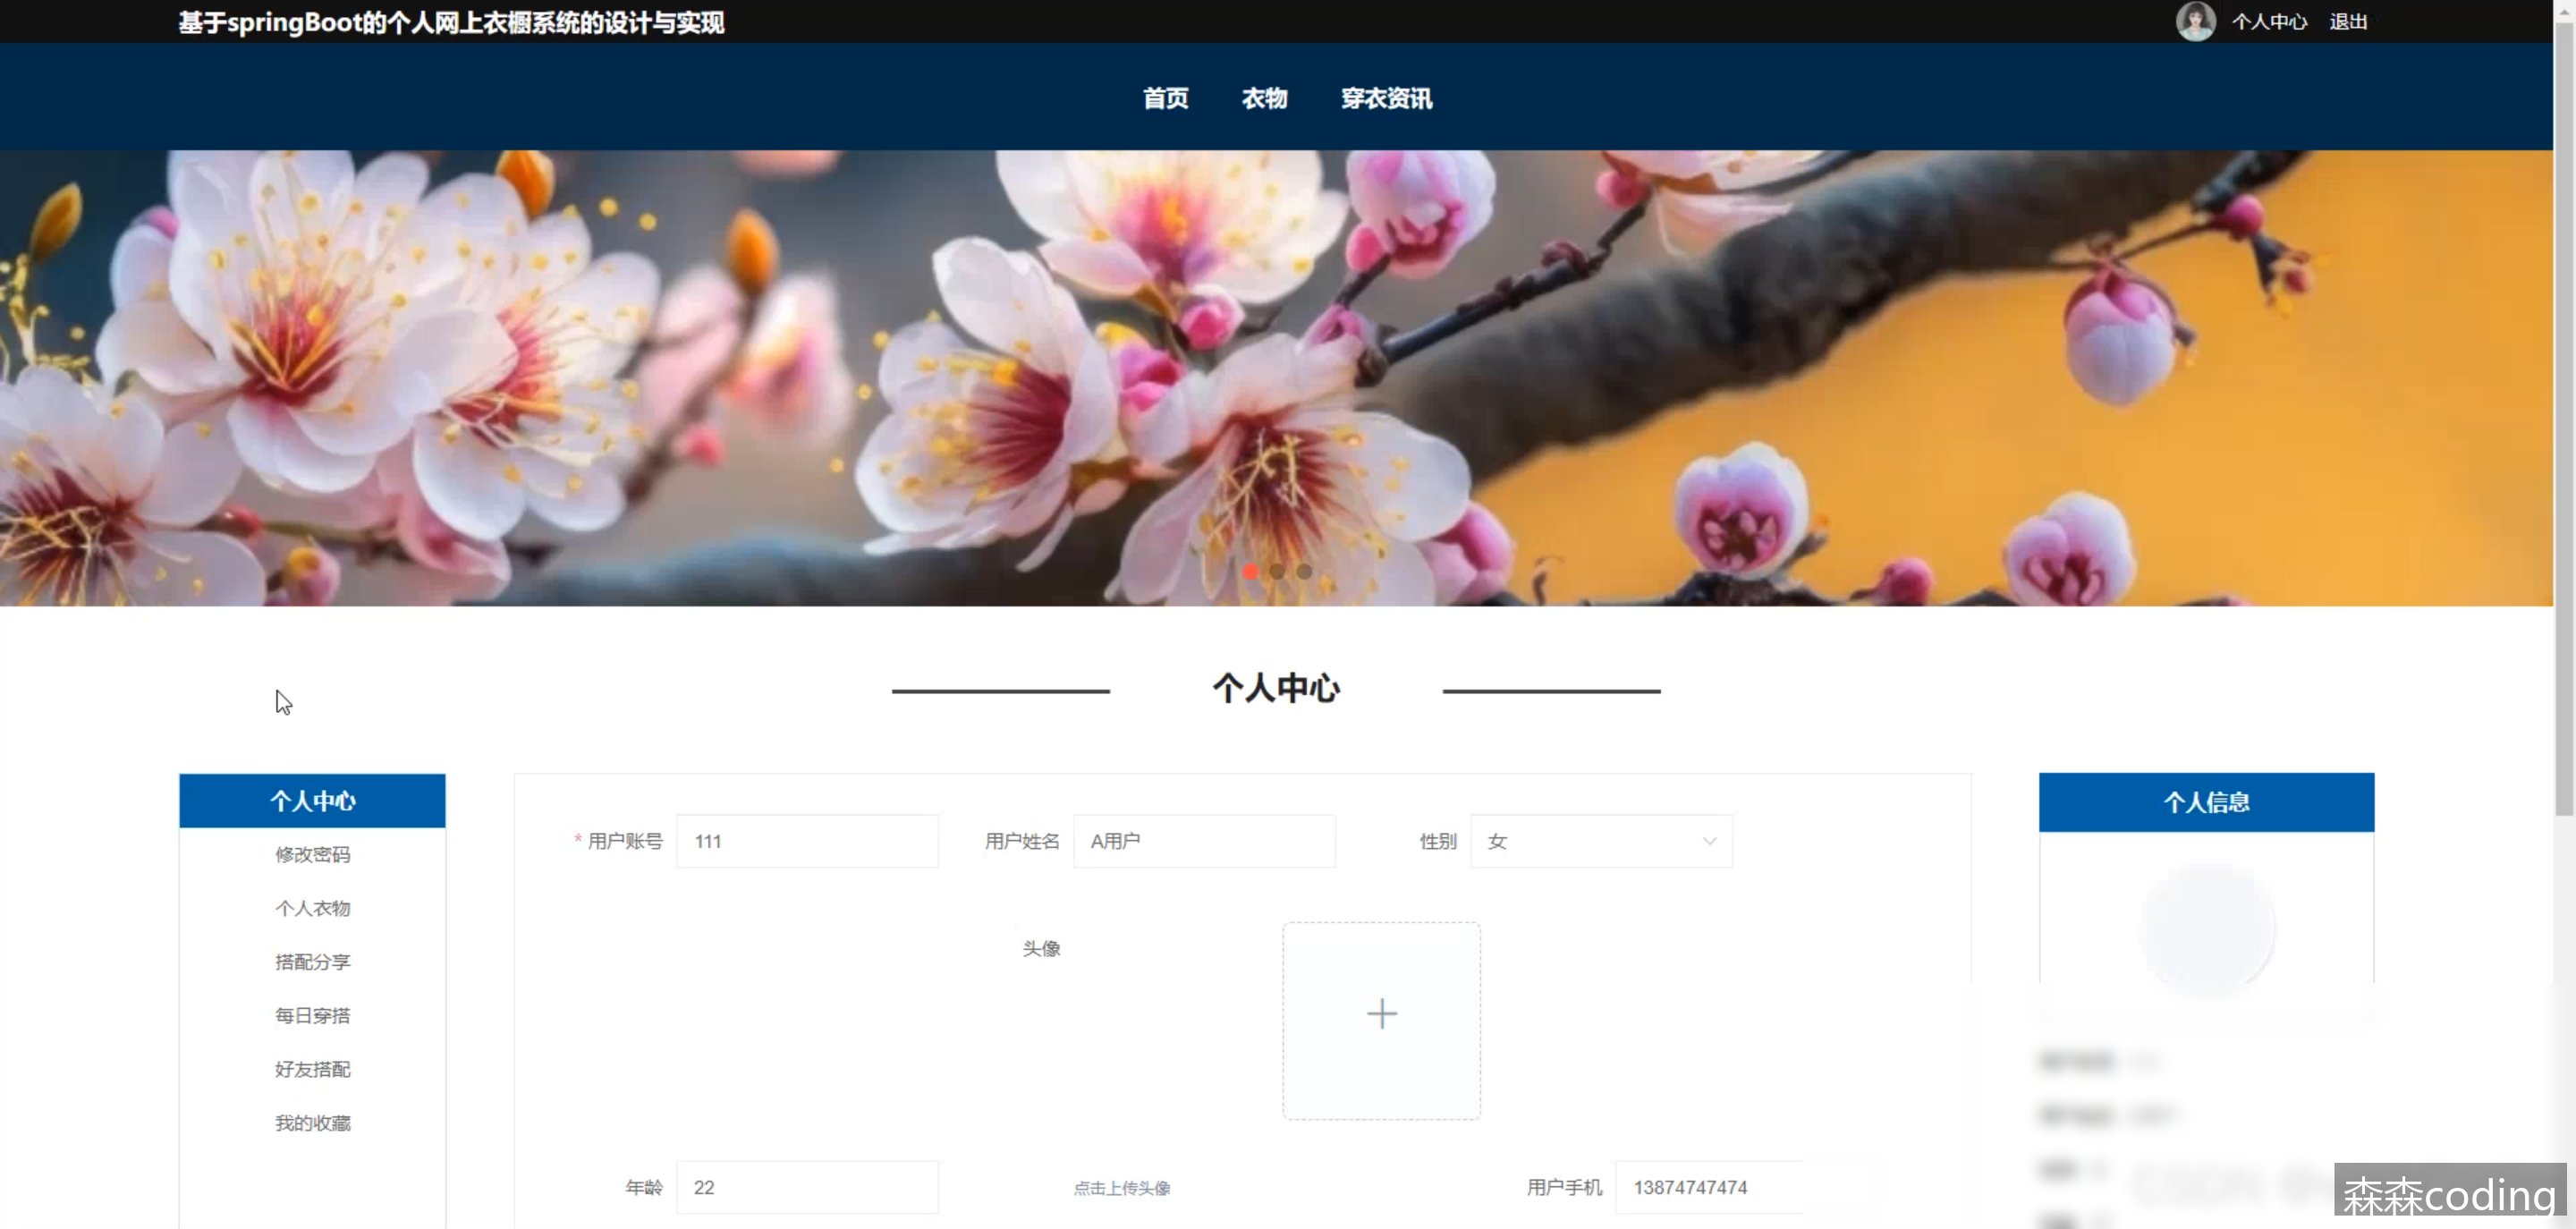 基于springBoot的个人网上衣橱系统的设计与实现
个人中心 退出
首页 衣物 穿衣资讯
个人中心
个人中心
修改密码
个人衣物
搭配分享
每日穿搭
好友搭配
我的收藏
* 用户账号 111 用户姓名 A用户 性别 女
头像
年龄 22 点击上传头像 用户手机 13874747474
个人信息
森森coding